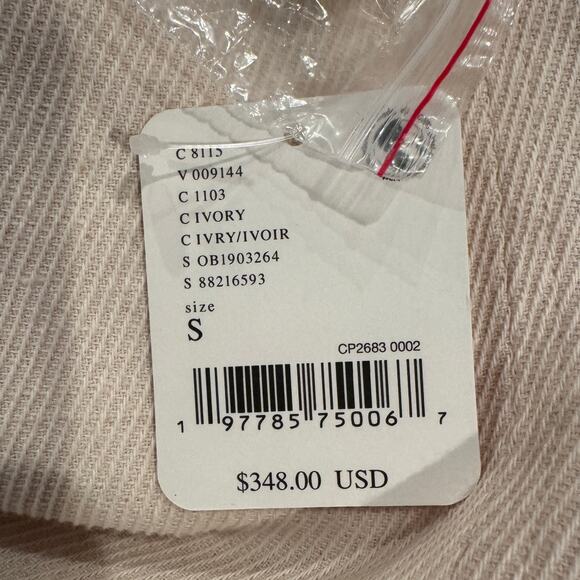 C 8115
V 009144
C 1103
C IVORY
C IVRY/IVOIR
S OB1903264
S 88216593
size
S
CP2683 0002
1 97785 75006 7
$348.00 USD